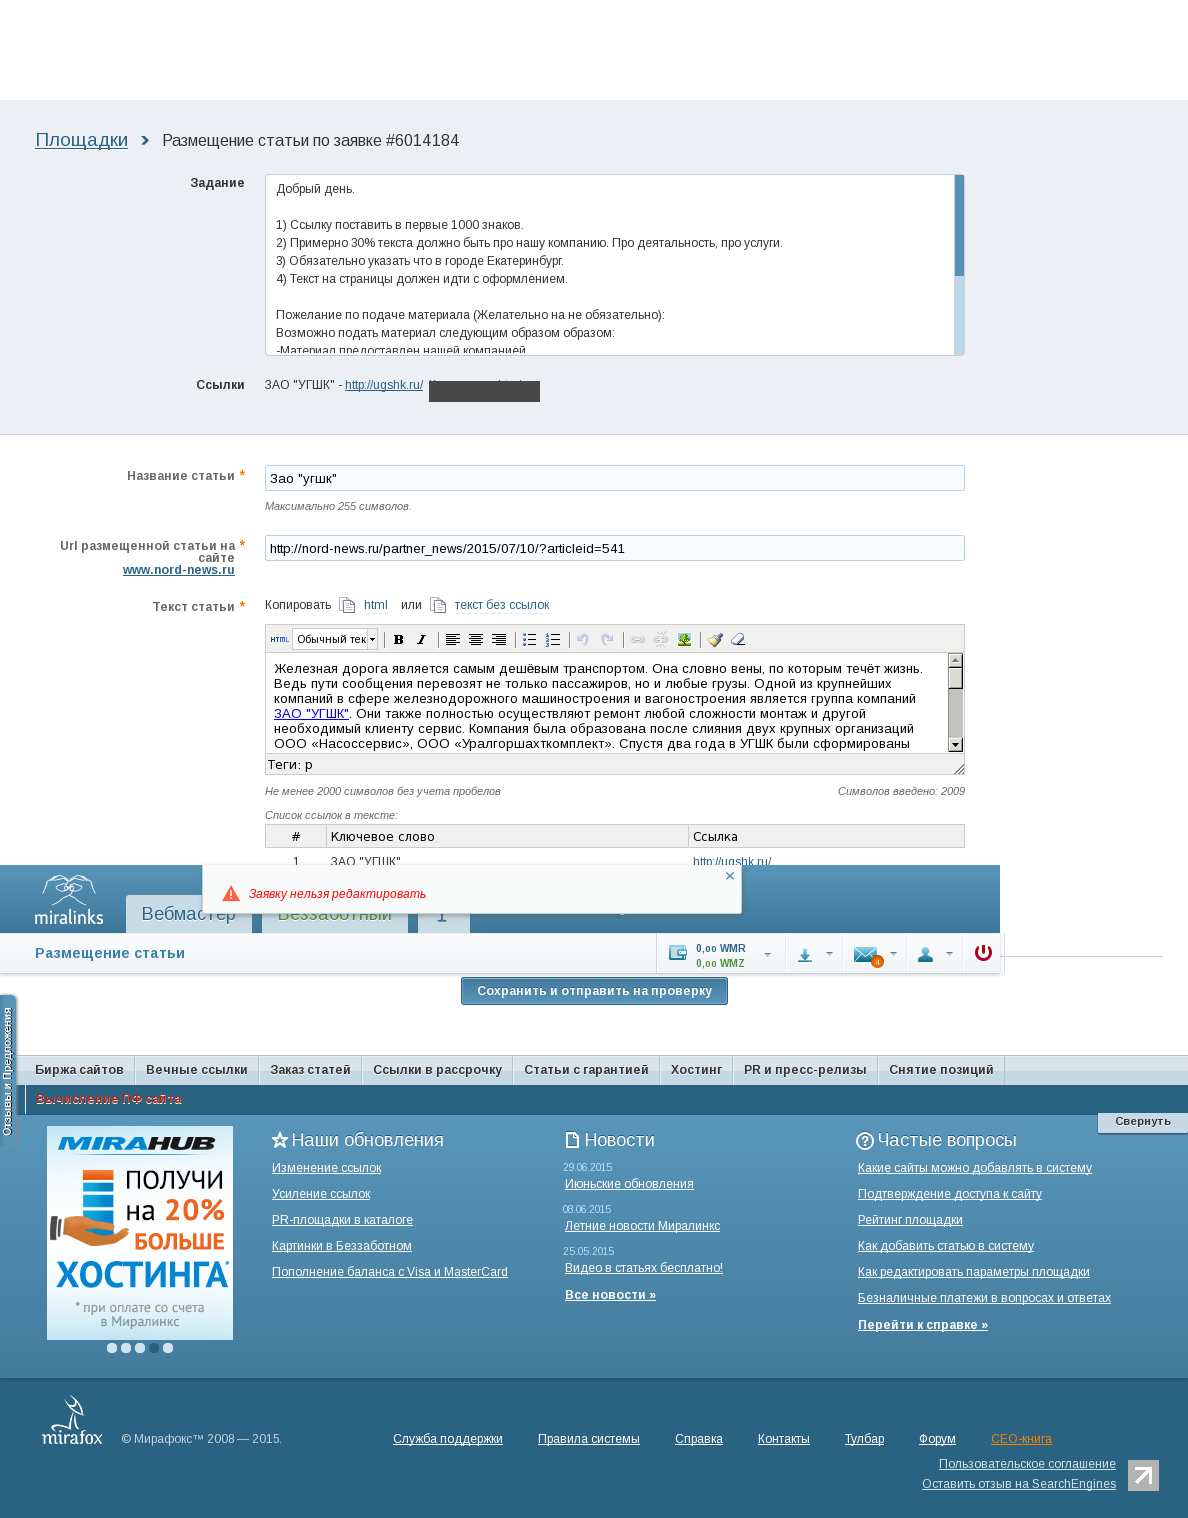 Площадки › Размещение статьи по заявке #6014184
Задание
Добрый день.
1) Ссылку поставить в первые 1000 знаков.
2) Примерно 30% текста должно быть про нашу компанию. Про деятельность, про услуги.
3) Обязательно указать что в городе Екатеринбург.
4) Текст на страницы должен идти с оформлением.
Пожелание по подаче материала (Желательно на не обязательно):
Возможно подать материал следующим образом образом:
-Материал предоставлен нашей компанией
Ссылки
ЗАО "УГШК" - http://ugshk.ru/
Название статьи *
Зао "угшк"
Максимально 255 символов.
Url размещенной статьи на *
сайте
www.nord-news.ru
http://nord-news.ru/partner_news/2015/07/10/?articleid=541
Текст статьи *
Копировать html или текст без ссылок
HTML Обычный тек
Железная дорога является самым дешёвым транспортом. Она словно вены, по которым течёт жизнь.
Ведь пути сообщения перевозят не только пассажиров, но и любые грузы. Одной из крупнейших
компаний в сфере железнодорожного машиностроения и вагоностроения является группа компаний
ЗАО "УГШК". Они также полностью осуществляют ремонт любой сложности монтаж и другой
необходимый клиенту сервис. Компания была образована после слияния двух крупных организаций
ООО «Насоссервис», ООО «Уралгоршахткомплект». Спустя два года в УГШК были сформированы
Теги: p
Не менее 2000 символов без учета пробелов
Символов введено: 2009
Список ссылок в тексте:
# Ключевое слово Ссылка
1 ЗАО "УГШК" http://ugshk.ru/
Заявку нельзя редактировать
miralinks
Вебмастер
Беззаботный
1
Размещение статьи
0,00 WMR
0,00 WMZ
4
Сохранить и отправить на проверку
Отзывы и Предложения
Биржа сайтов Вечные ссылки Заказ статей Ссылки в рассрочку Статьи с гарантией Хостинг PR и пресс-релизы Снятие позиций
Вычисление ПФ сайта
Свернуть
MIRAHUB
ПОЛУЧИ
на 20%
БОЛЬШЕ
ХОСТИНГА*
* при оплате со счета
в Миралинкс
Наши обновления
Изменение ссылок
Усиление ссылок
PR-площадки в каталоге
Картинки в Беззаботном
Пополнение баланса с Visa и MasterCard
Новости
29.06.2015
Июньские обновления
08.06.2015
Летние новости Миралинкс
25.05.2015
Видео в статьях бесплатно!
Все новости »
Частые вопросы
Какие сайты можно добавлять в систему
Подтверждение доступа к сайту
Рейтинг площадки
Как добавить статью в систему
Как редактировать параметры площадки
Безналичные платежи в вопросах и ответах
Перейти к справке »
mirafox
© Мирафокс™ 2008 — 2015.
Служба поддержки Правила системы Справка Контакты Тулбар Форум СЕО-книга
Пользовательское соглашение
Оставить отзыв на SearchEngines